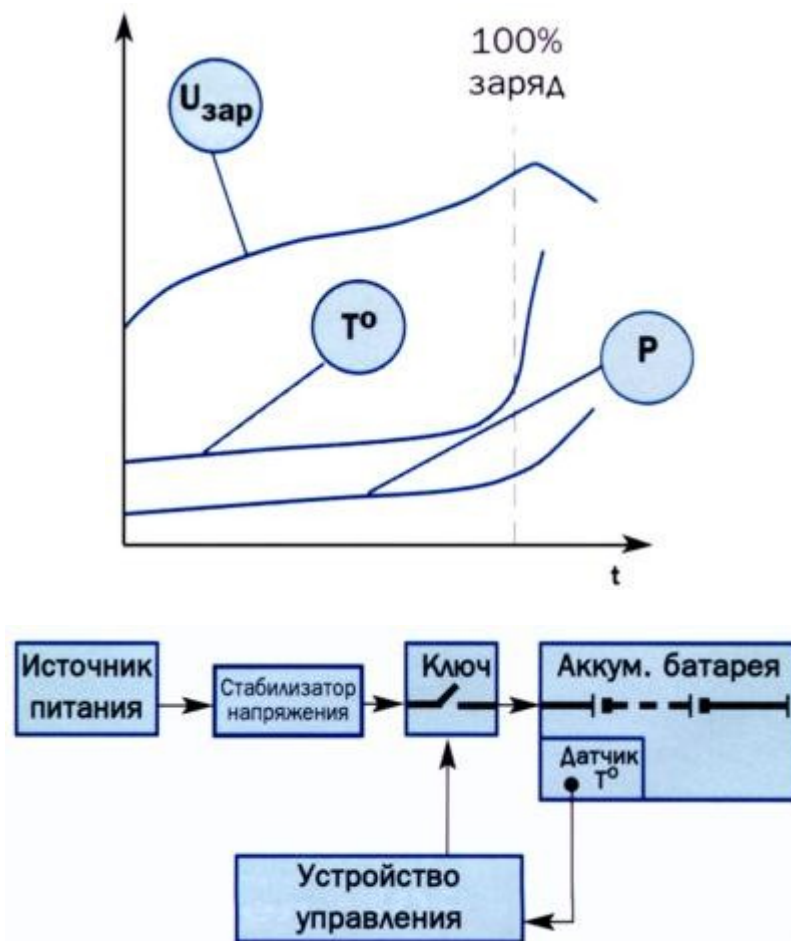 100%
заряд
Uзар
T°
P
t
Источник
питания
Стабилизатор
напряжения
Ключ
Аккум. батарея
Датчик
T°
Устройство
управления